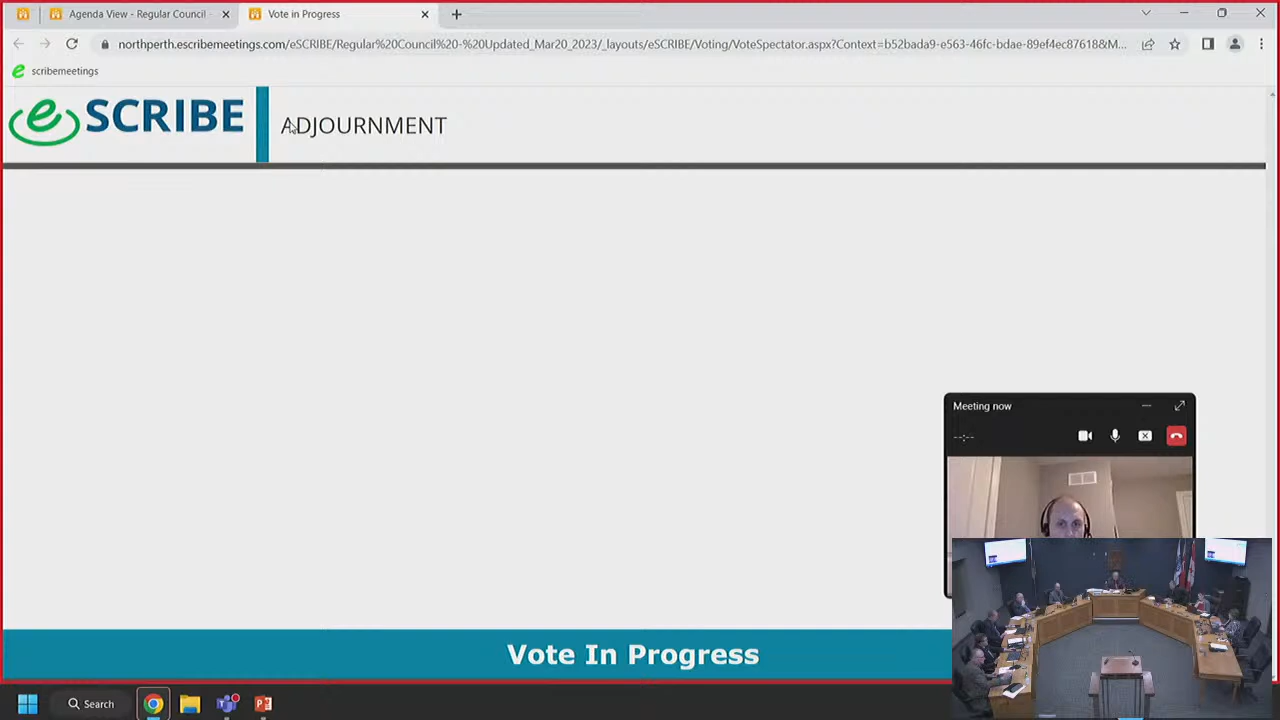 Agenda View - Regular Council
Vote in Progress
northperth.escribemeetings.com/eSCRIBE/Regular%20Council%20-%20Updated_Mar20_2023/_layouts/eSCRIBE/Voting/VoteSpectator.aspx?Context=b52bada9-e563-46fc-bdae-89ef4ec87618&M...
scribemeetings
eSCRIBE
ADJOURNMENT
Meeting now
--:--
Vote In Progress
Search